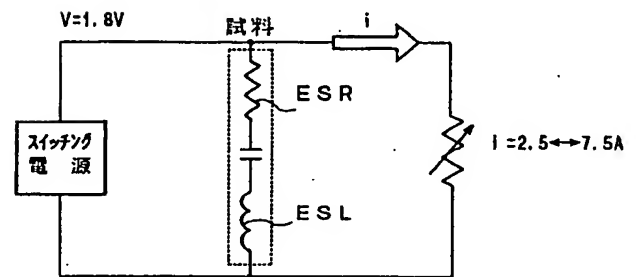 V=1.8V
試料
i
ESR
スイッチング
電源
i=2.5↔7.5A
ESL